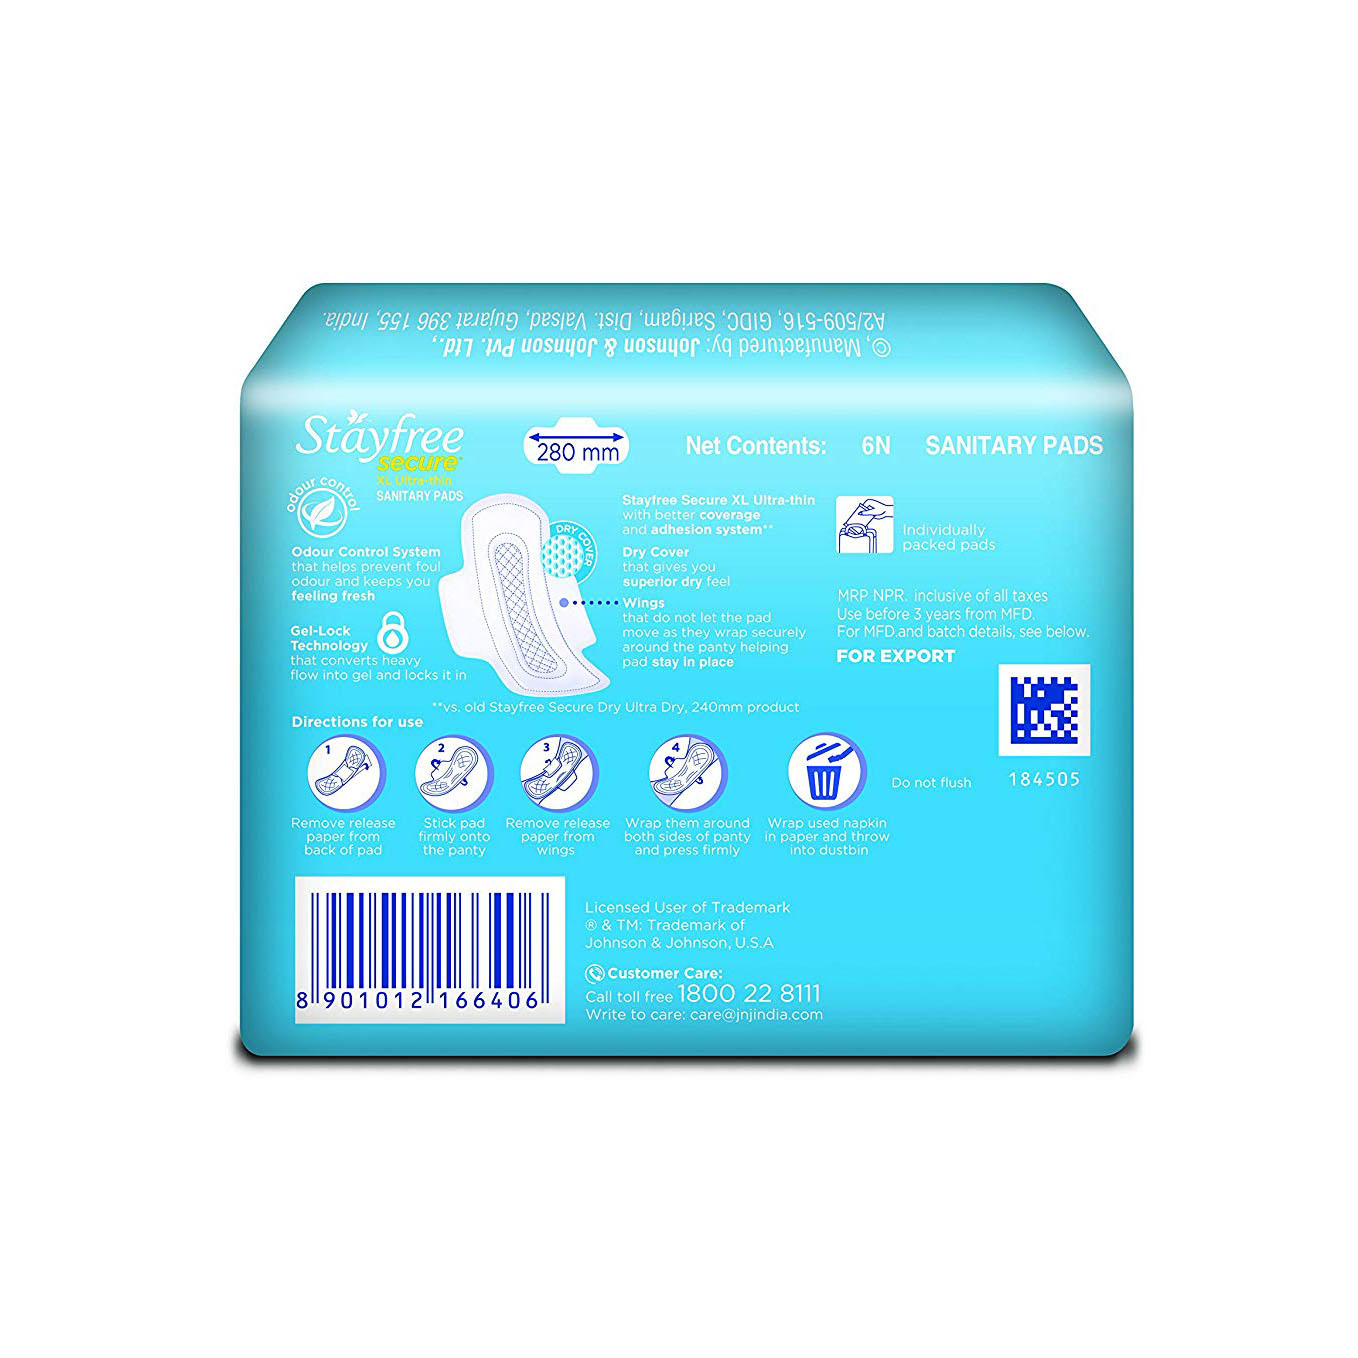 ©, Manufactured by: Johnson & Johnson Pvt. Ltd.,
A2/509-516, GIDC, Sarigam, Dist. Valsad, Gujarat 396 155, India.
Stayfree
secure™
XL Ultra-thin
SANITARY PADS
280 mm
Net Contents: 6N SANITARY PADS
odour control
Odour Control System
that helps prevent foul
odour and keeps you
feeling fresh
Gel-Lock
Technology
that converts heavy
flow into gel and locks it in
DRY COVER
Stayfree Secure XL Ultra-thin
with better coverage
and adhesion system**
Dry Cover
that gives you
superior dry feel
Wings
that do not let the pad
move as they wrap securely
around the panty helping
pad stay in place
Individually
packed pads
MRP NPR. inclusive of all taxes
Use before 3 years from MFD.
For MFD.and batch details, see below.
FOR EXPORT
184505
**vs. old Stayfree Secure Dry Ultra Dry, 240mm product
Directions for use
1
Remove release
paper from
back of pad
2
Stick pad
firmly onto
the panty
3
Remove release
paper from
wings
4
Wrap them around
both sides of panty
and press firmly
Wrap used napkin
in paper and throw
into dustbin
Do not flush
8 901012 166406
Licensed User of Trademark
® & TM: Trademark of
Johnson & Johnson, U.S.A
Customer Care:
Call toll free 1800 22 8111
Write to care: care@jnjindia.com